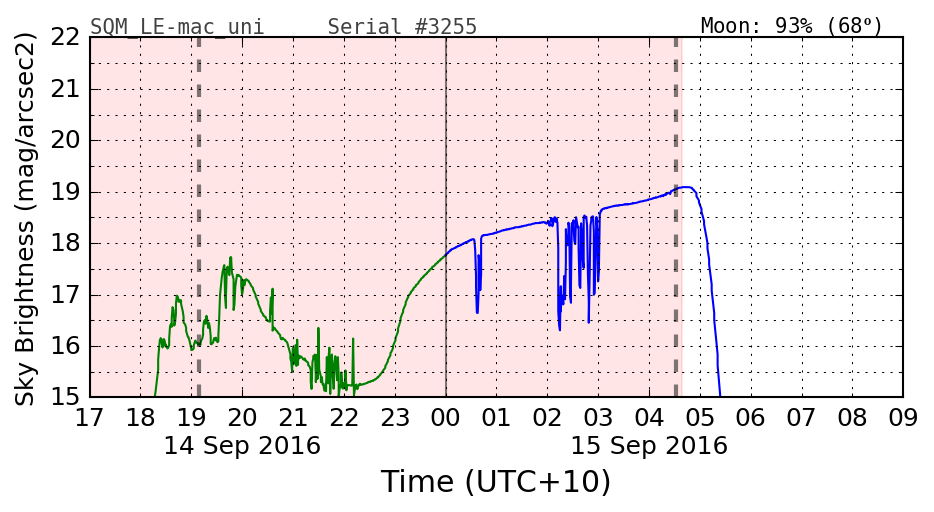 SQM_LE-mac_uni Serial #3255 Moon: 93% (68°)
Sky Brightness (mag/arcsec2)
22
21
20
19
18
17
16
15
17 18 19 20 21 22 23 00 01 02 03 04 05 06 07 08 09
14 Sep 2016 15 Sep 2016
Time (UTC+10)